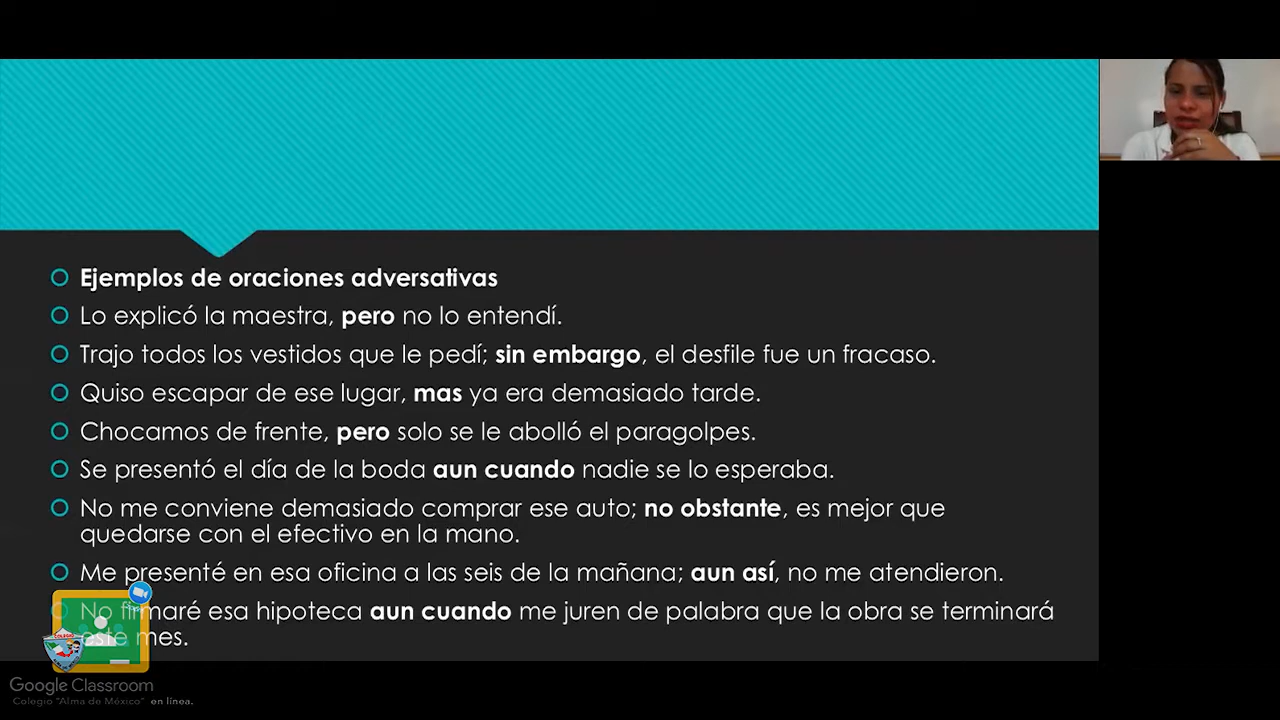 Ejemplos de oraciones adversativas
Lo explicó la maestra, pero no lo entendí.
Trajo todos los vestidos que le pedí; sin embargo, el desfile fue un fracaso.
Quiso escapar de ese lugar, mas ya era demasiado tarde.
Chocamos de frente, pero solo se le abolló el paragolpes.
Se presentó el día de la boda aun cuando nadie se lo esperaba.
No me conviene demasiado comprar ese auto; no obstante, es mejor que
quedarse con el efectivo en la mano.
Me presenté en esa oficina a las seis de la mañana; aun así, no me atendieron.
No firmaré esa hipoteca aun cuando me juren de palabra que la obra se terminará
este mes.
Google Classroom
Colegio "Alma de México" en línea.